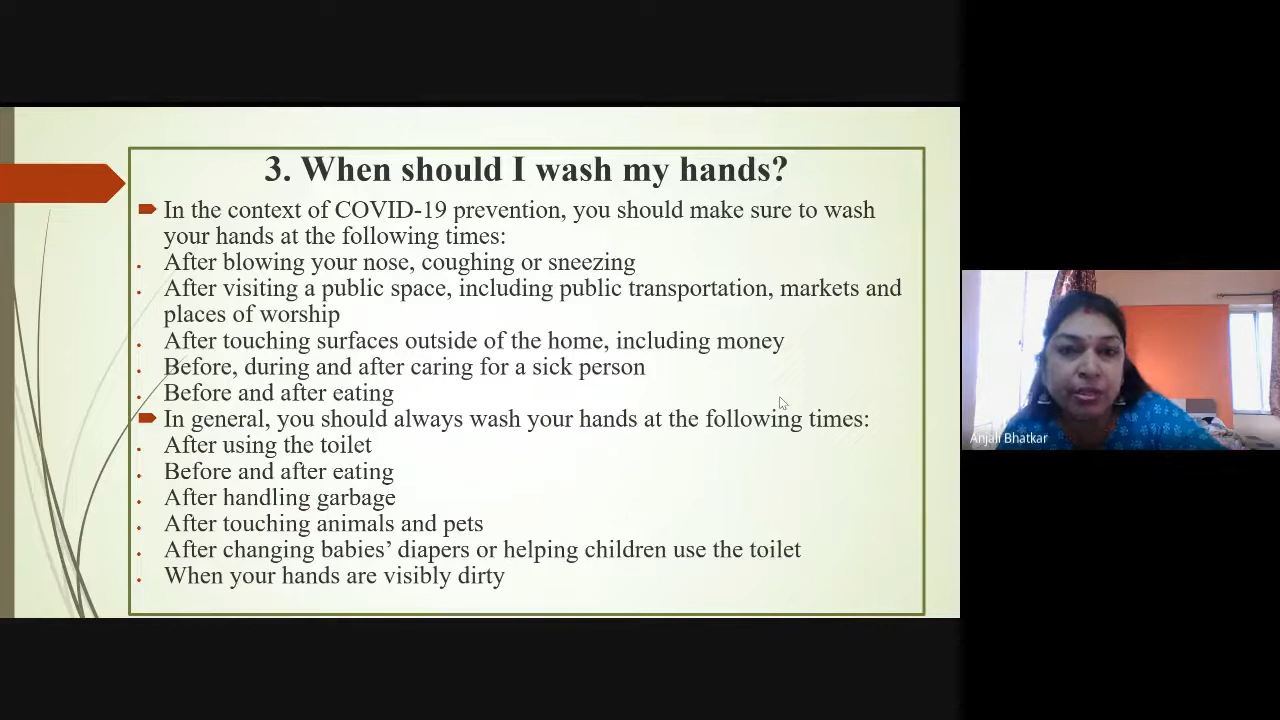 3. When should I wash my hands?
In the context of COVID-19 prevention, you should make sure to wash
your hands at the following times:
After blowing your nose, coughing or sneezing
After visiting a public space, including public transportation, markets and
places of worship
After touching surfaces outside of the home, including money
Before, during and after caring for a sick person
Before and after eating
In general, you should always wash your hands at the following times:
After using the toilet
Before and after eating
After handling garbage
After touching animals and pets
After changing babies’ diapers or helping children use the toilet
When your hands are visibly dirty
Anjali Bhatkar